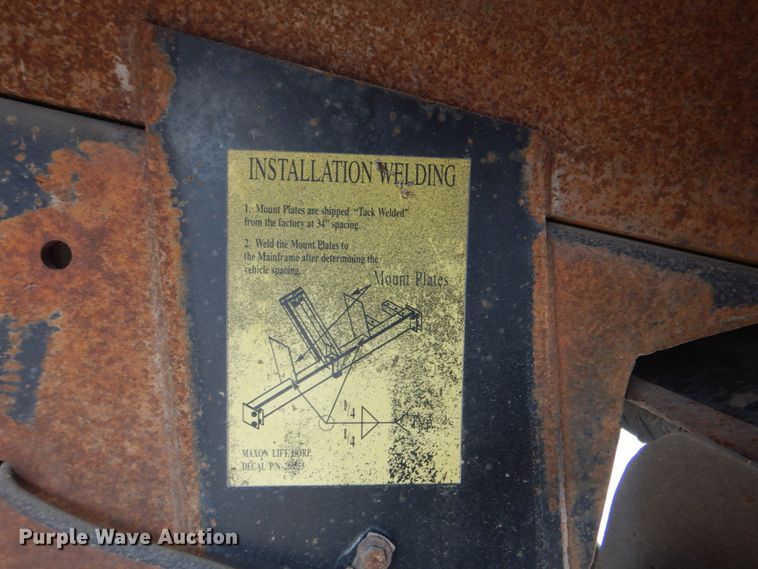 INSTALLATION WELDING
1. Mount Plates are shipped "Tack Welded"
from the factory at 34" spacing.
2. Weld the Mount Plates to
the Mainframe after determining the
vehicle spacing.
Mount Plates
1/4
1/4
Typ
MAXON LIFT CORP.
DECAL P/N
Purple Wave Auction